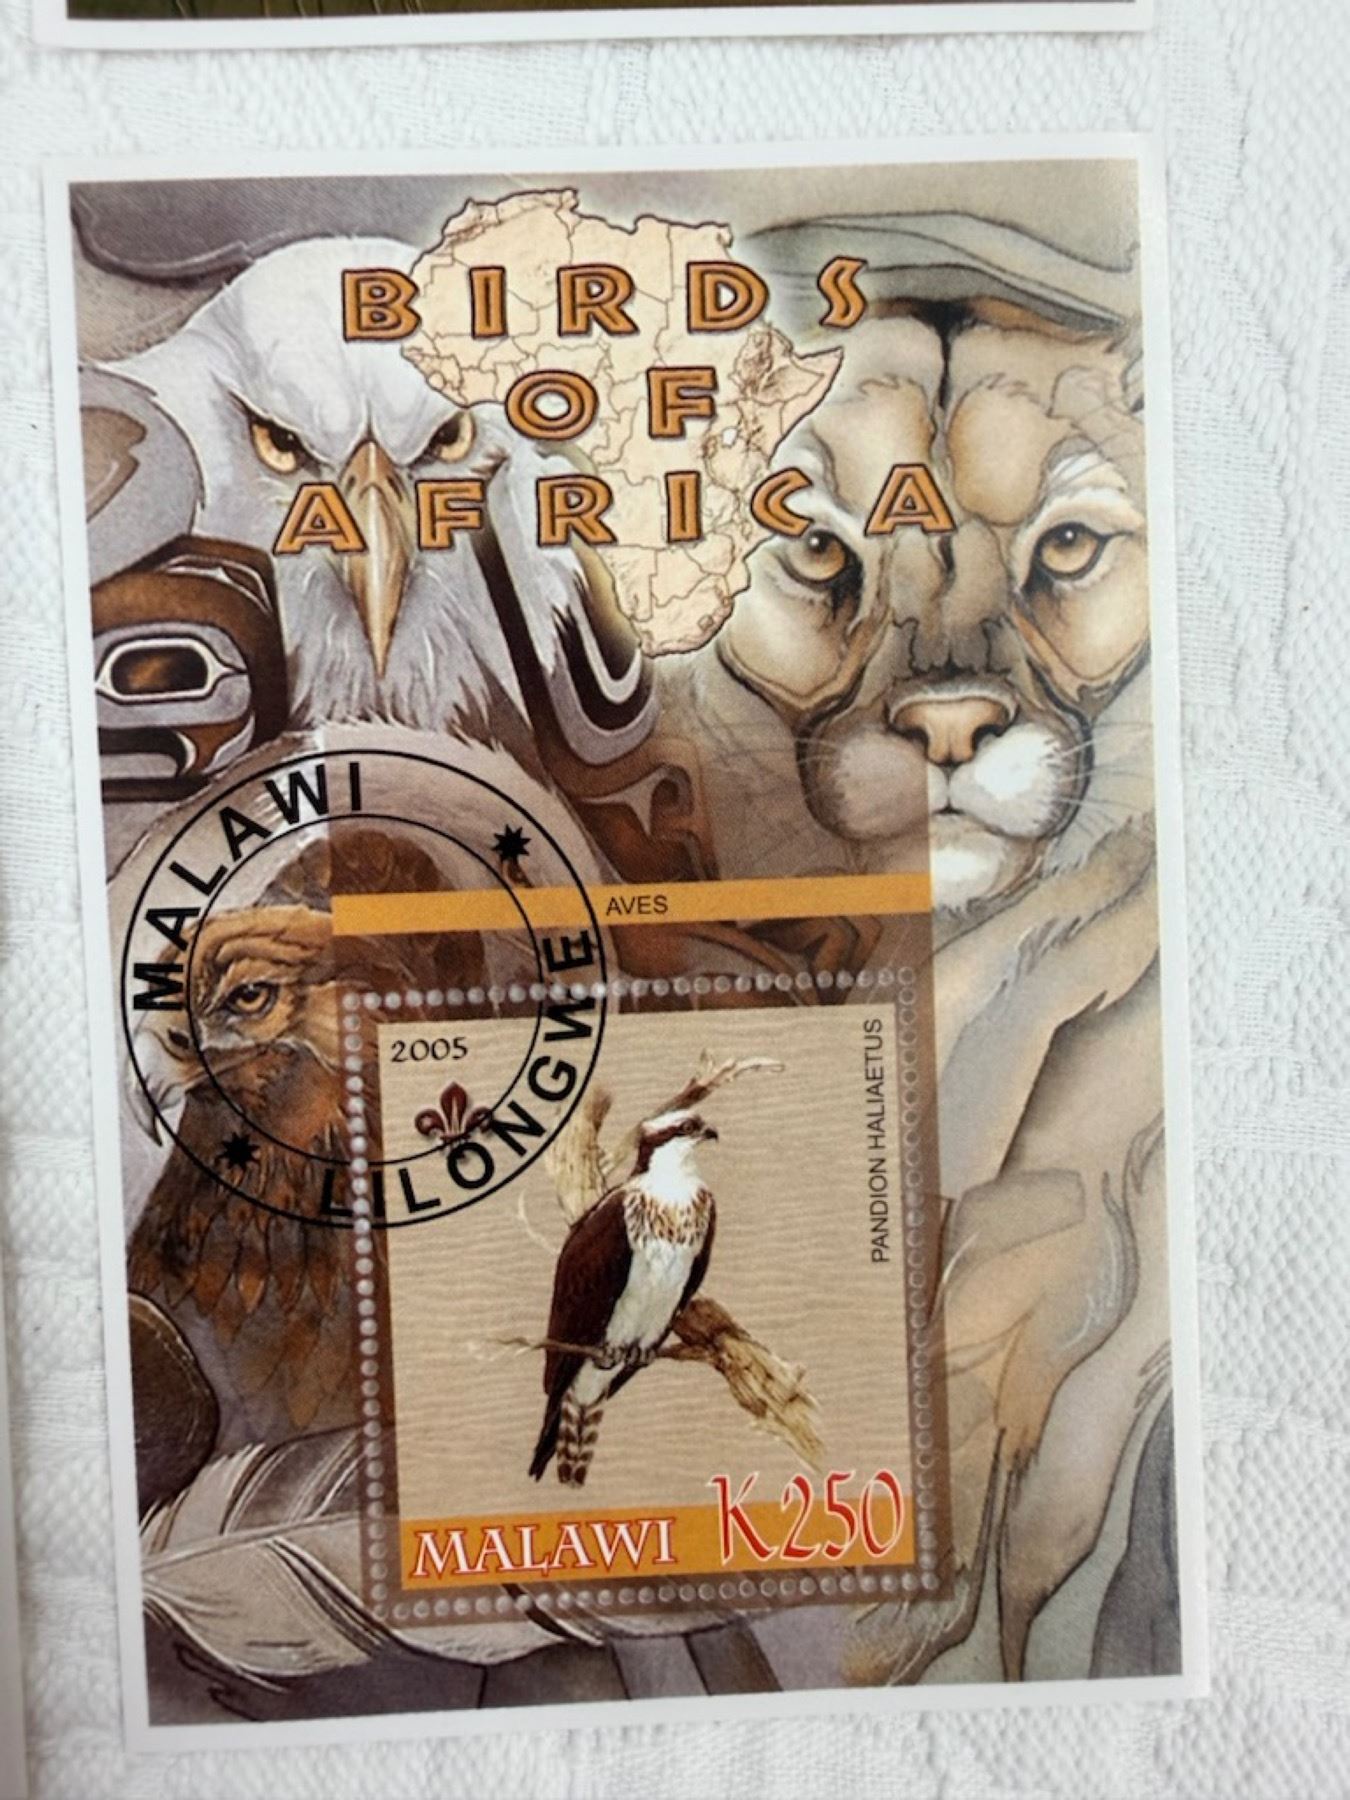 BIRDS
OF
AFRICA
MALAWI
LILONGWE
AVES
2005
PANDION HALIAETUS
MALAWI K250